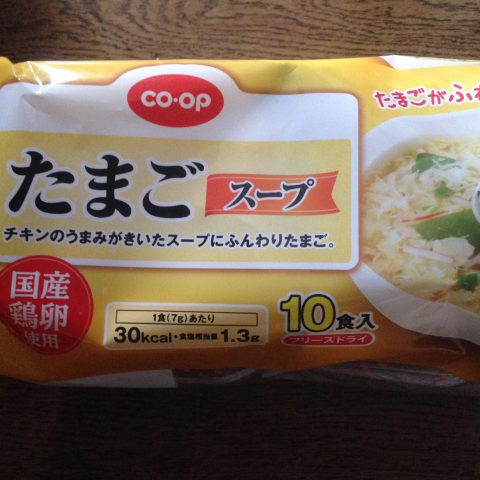 co・op
たまごがふ
たまご
スープ
チキンのうまみがきいたスープにふんわりたまご。
国産
鶏卵
使用
1食(7g)あたり
30kcal・食塩相当量1.3g
10食入
フリーズドライ